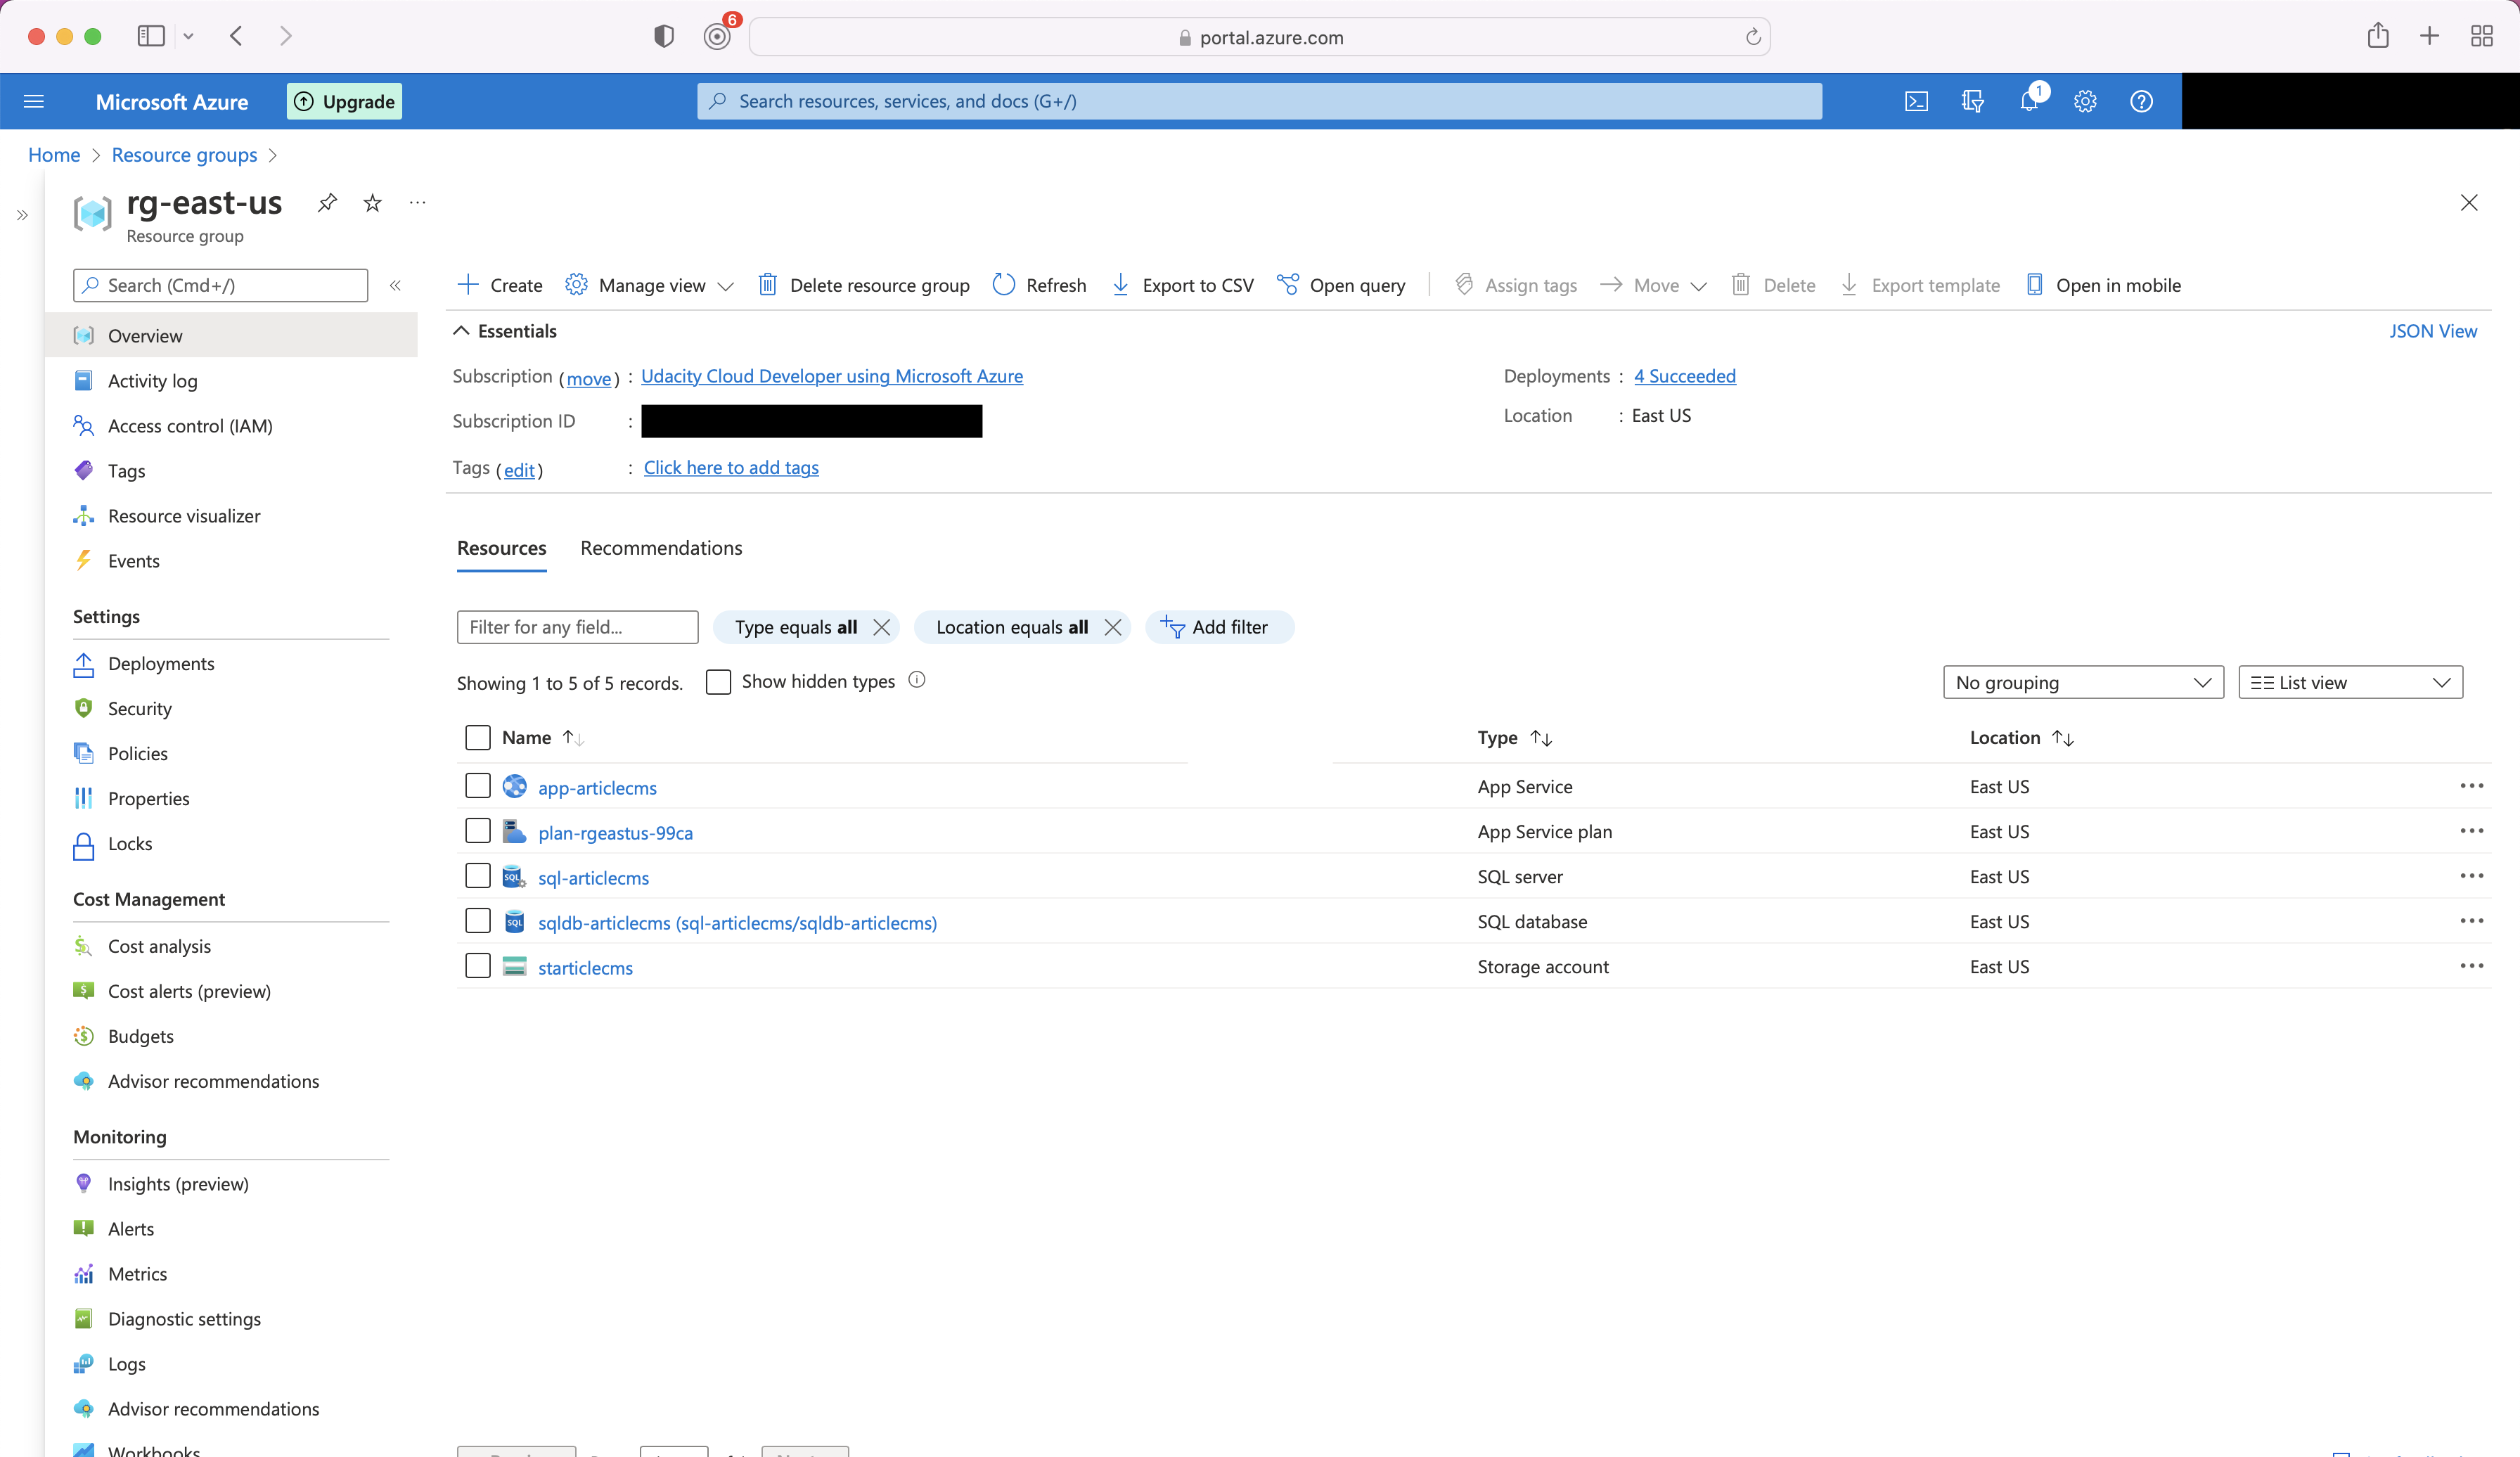 6
portal.azure.com
Microsoft Azure
Upgrade
Search resources, services, and docs (G+/)
1
Home > Resource groups >
rg-east-us
Resource group
Search (Cmd+/)
Create
Manage view
Delete resource group
Refresh
Export to CSV
Open query
Assign tags
Move
Delete
Export template
Open in mobile
Overview
Activity log
Access control (IAM)
Tags
Resource visualizer
Events
Settings
Deployments
Security
Policies
Properties
Locks
Cost Management
Cost analysis
Cost alerts (preview)
Budgets
Advisor recommendations
Monitoring
Insights (preview)
Alerts
Metrics
Diagnostic settings
Logs
Advisor recommendations
Workbooks
Essentials
JSON View
Subscription (move) : Udacity Cloud Developer using Microsoft Azure
Subscription ID :
Tags (edit) : Click here to add tags
Deployments : 4 Succeeded
Location : East US
Resources
Recommendations
Filter for any field...
Type equals all
Location equals all
Add filter
Showing 1 to 5 of 5 records.
Show hidden types
No grouping
List view
Name
Type
Location
app-articlecms App Service East US
plan-rgeastus-99ca App Service plan East US
SQL sql-articlecms SQL server East US
SQL sqldb-articlecms (sql-articlecms/sqldb-articlecms) SQL database East US
starticlecms Storage account East US